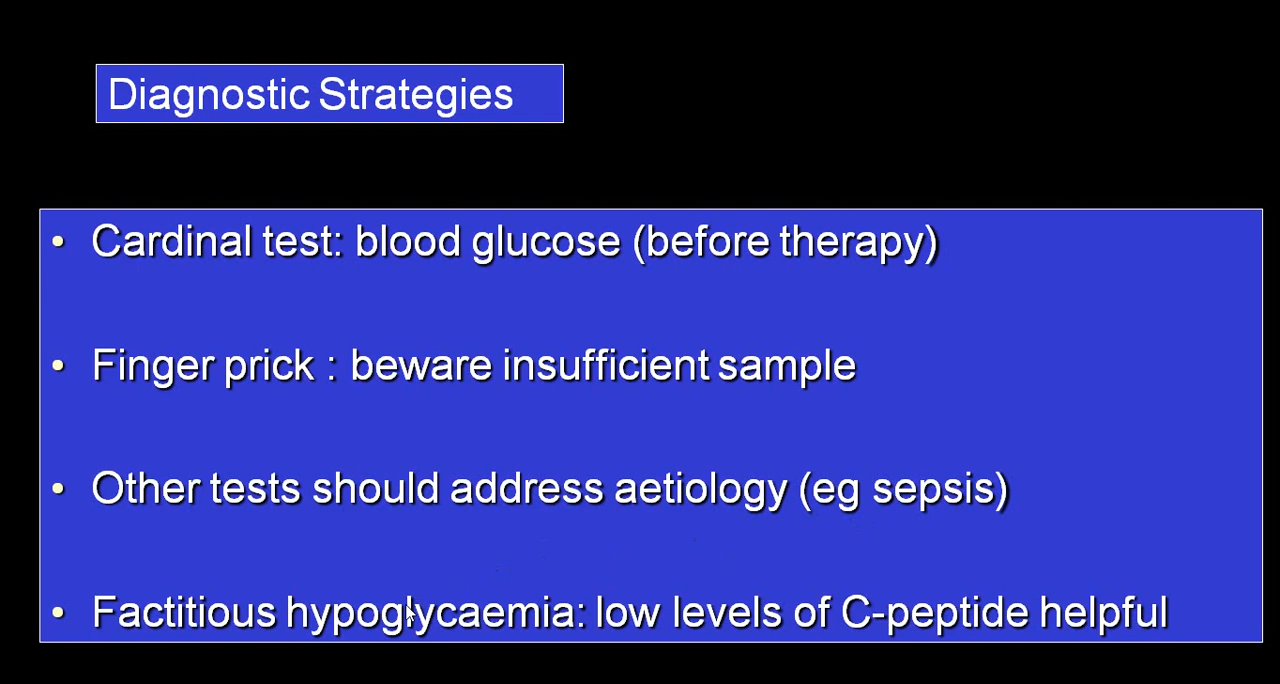 Diagnostic Strategies
• Cardinal test: blood glucose (before therapy)
• Finger prick : beware insufficient sample
• Other tests should address aetiology (eg sepsis)
• Factitious hypoglycaemia: low levels of C-peptide helpful